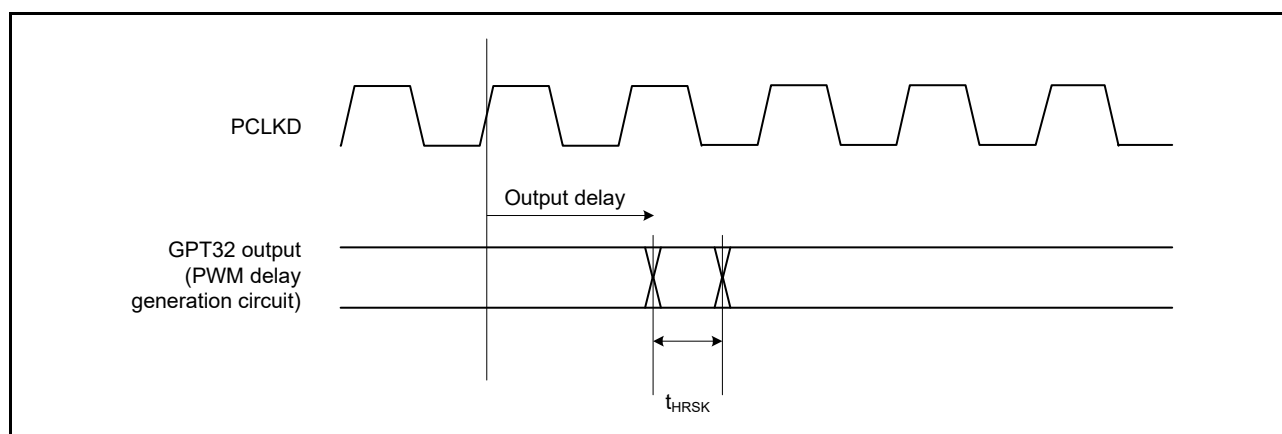 PCLKD
Output delay
GPT32 output
(PWM delay
generation circuit)
tHRSK